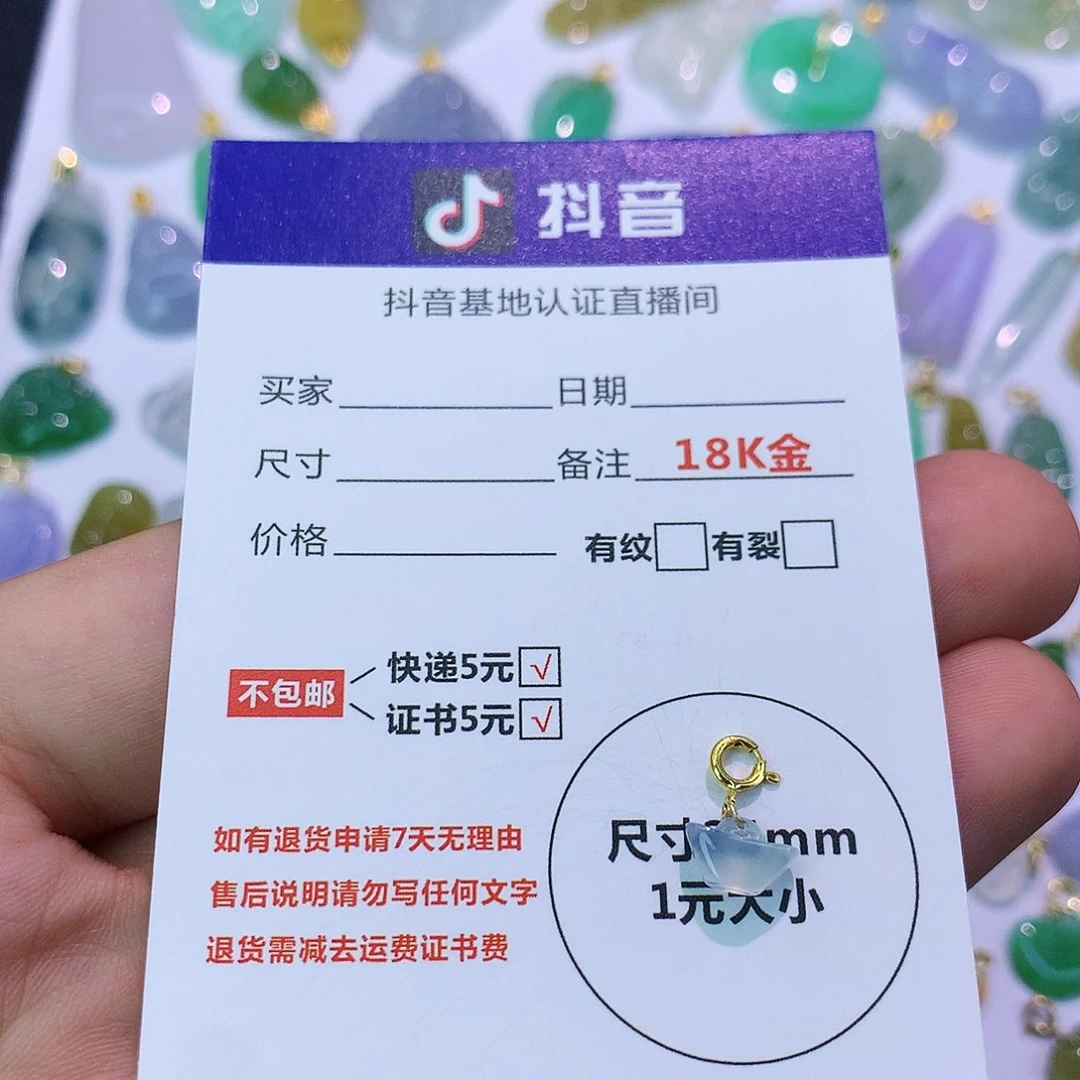 抖音
抖音基地认证直播间
买家 日期
尺寸 备注 18K金
价格 有纹 有裂
不包邮 快递5元 √
证书5元 √
如有退货申请7天无理由
售后说明请勿写任何文字
退货需减去运费证书费
尺寸 mm
1元大小